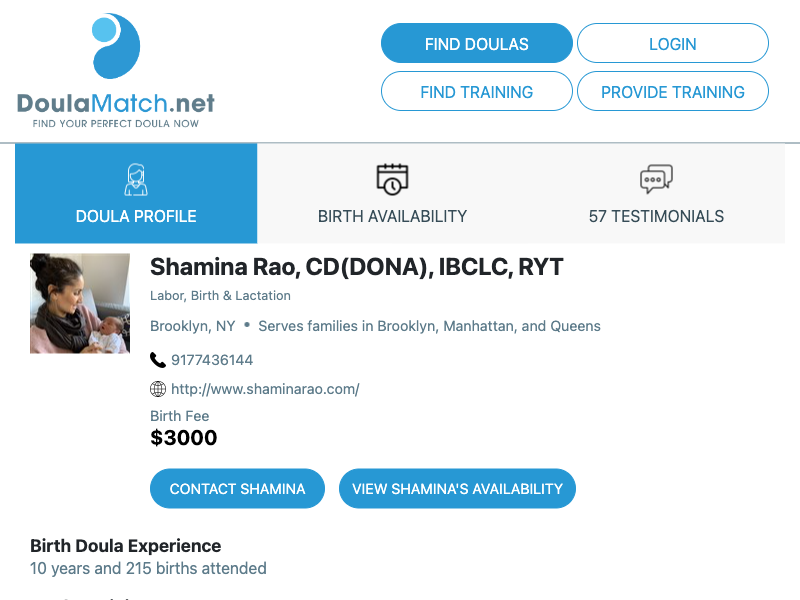 DoulaMatch.net
FIND YOUR PERFECT DOULA NOW
FIND DOULAS
LOGIN
FIND TRAINING
PROVIDE TRAINING
DOULA PROFILE
BIRTH AVAILABILITY
57 TESTIMONIALS
Shamina Rao, CD(DONA), IBCLC, RYT
Labor, Birth & Lactation
Brooklyn, NY • Serves families in Brooklyn, Manhattan, and Queens
9177436144
http://www.shaminarao.com/
Birth Fee
$3000
CONTACT SHAMINA
VIEW SHAMINA'S AVAILABILITY
Birth Doula Experience
10 years and 215 births attended